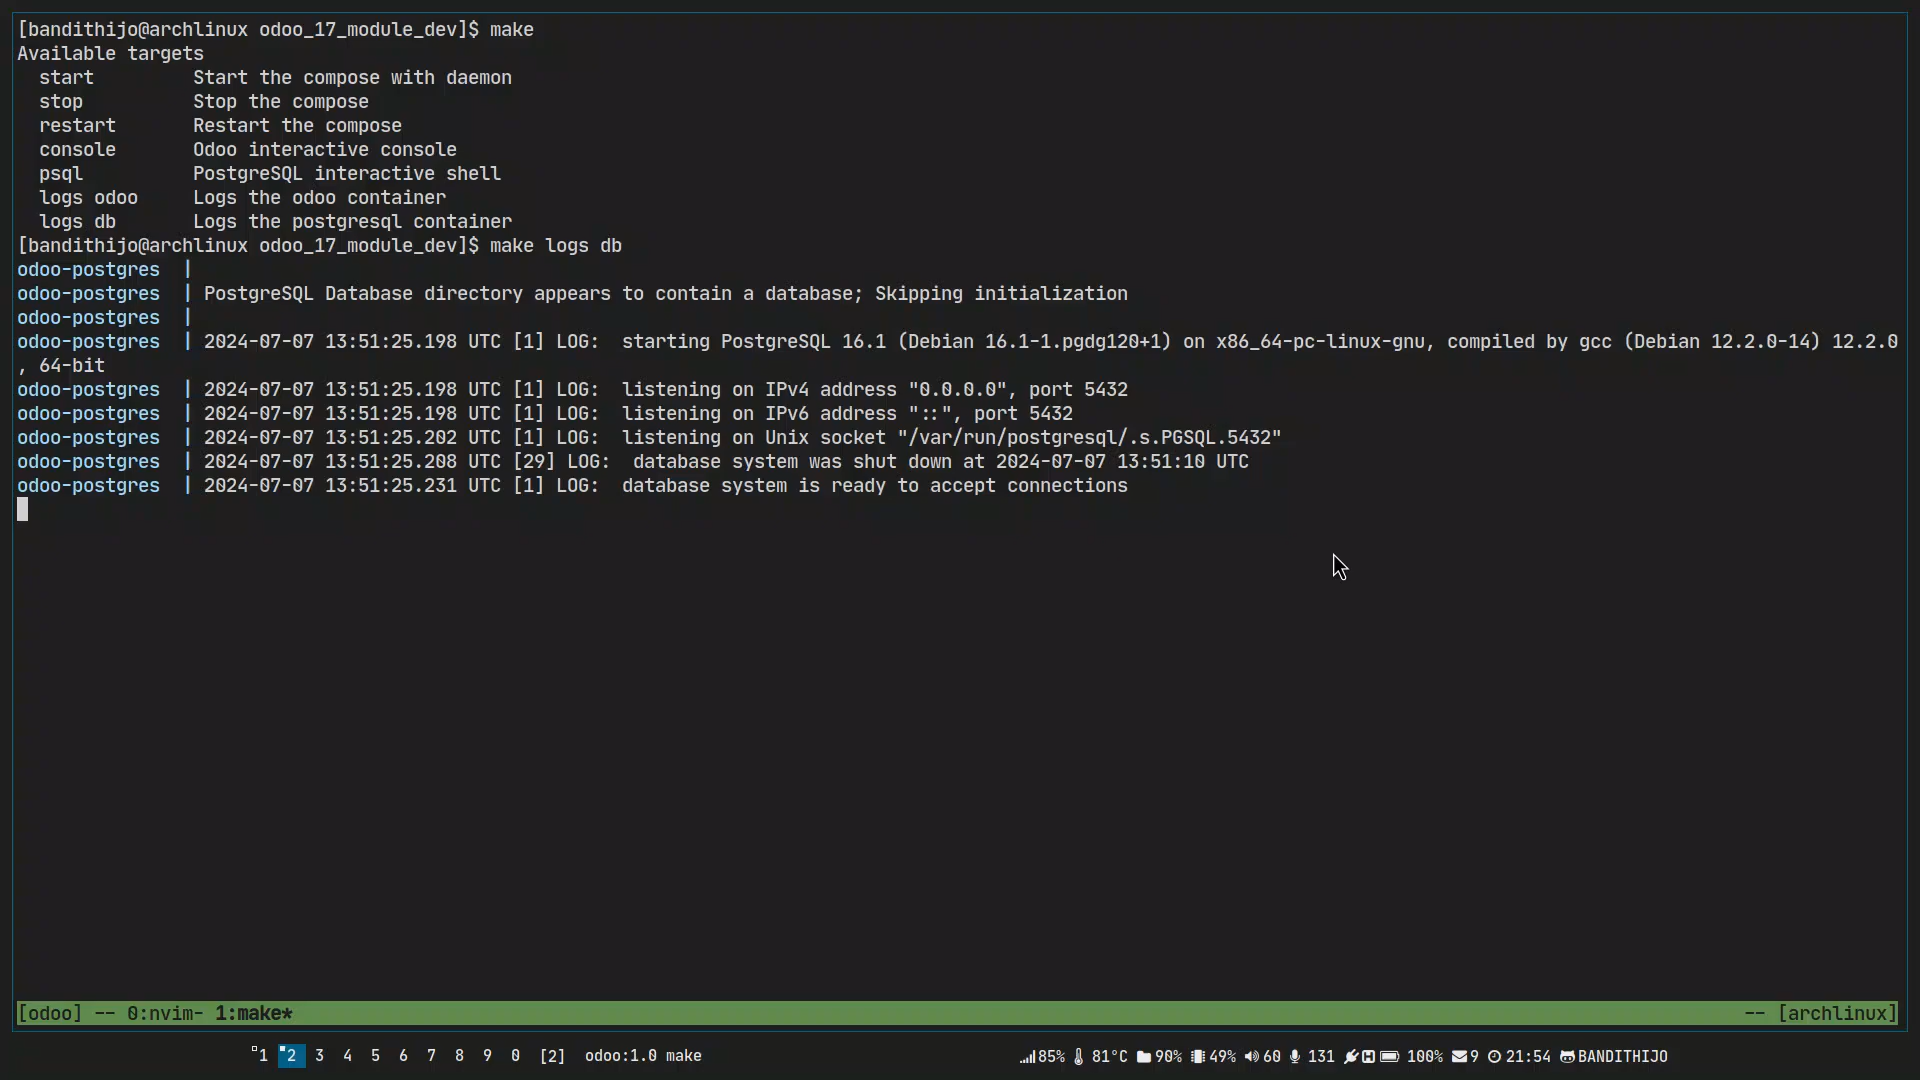 [bandithijo@archlinux odoo_17_module_dev]$ make
Available targets
  start         Start the compose with daemon
  stop          Stop the compose
  restart       Restart the compose
  console       Odoo interactive console
  psql          PostgreSQL interactive shell
  logs odoo     Logs the odoo container
  logs db       Logs the postgresql container
[bandithijo@archlinux odoo_17_module_dev]$ make logs db
odoo-postgres  |
odoo-postgres  | PostgreSQL Database directory appears to contain a database; Skipping initialization
odoo-postgres  |
odoo-postgres  | 2024-07-07 13:51:25.198 UTC [1] LOG:  starting PostgreSQL 16.1 (Debian 16.1-1.pgdg120+1) on x86_64-pc-linux-gnu, compiled by gcc (Debian 12.2.0-14) 12.2.0
, 64-bit
odoo-postgres  | 2024-07-07 13:51:25.198 UTC [1] LOG:  listening on IPv4 address "0.0.0.0", port 5432
odoo-postgres  | 2024-07-07 13:51:25.198 UTC [1] LOG:  listening on IPv6 address "::", port 5432
odoo-postgres  | 2024-07-07 13:51:25.202 UTC [1] LOG:  listening on Unix socket "/var/run/postgresql/.s.PGSQL.5432"
odoo-postgres  | 2024-07-07 13:51:25.208 UTC [29] LOG:  database system was shut down at 2024-07-07 13:51:10 UTC
odoo-postgres  | 2024-07-07 13:51:25.231 UTC [1] LOG:  database system is ready to accept connections
[odoo] -- 0:nvim- 1:make* -- [archlinux]
1 2 3 4 5 6 7 8 9 0 [2] odoo:1.0 make 85% 81°C 90% 49% 60 131 H 100% 9 21:54 BANDITHIJO